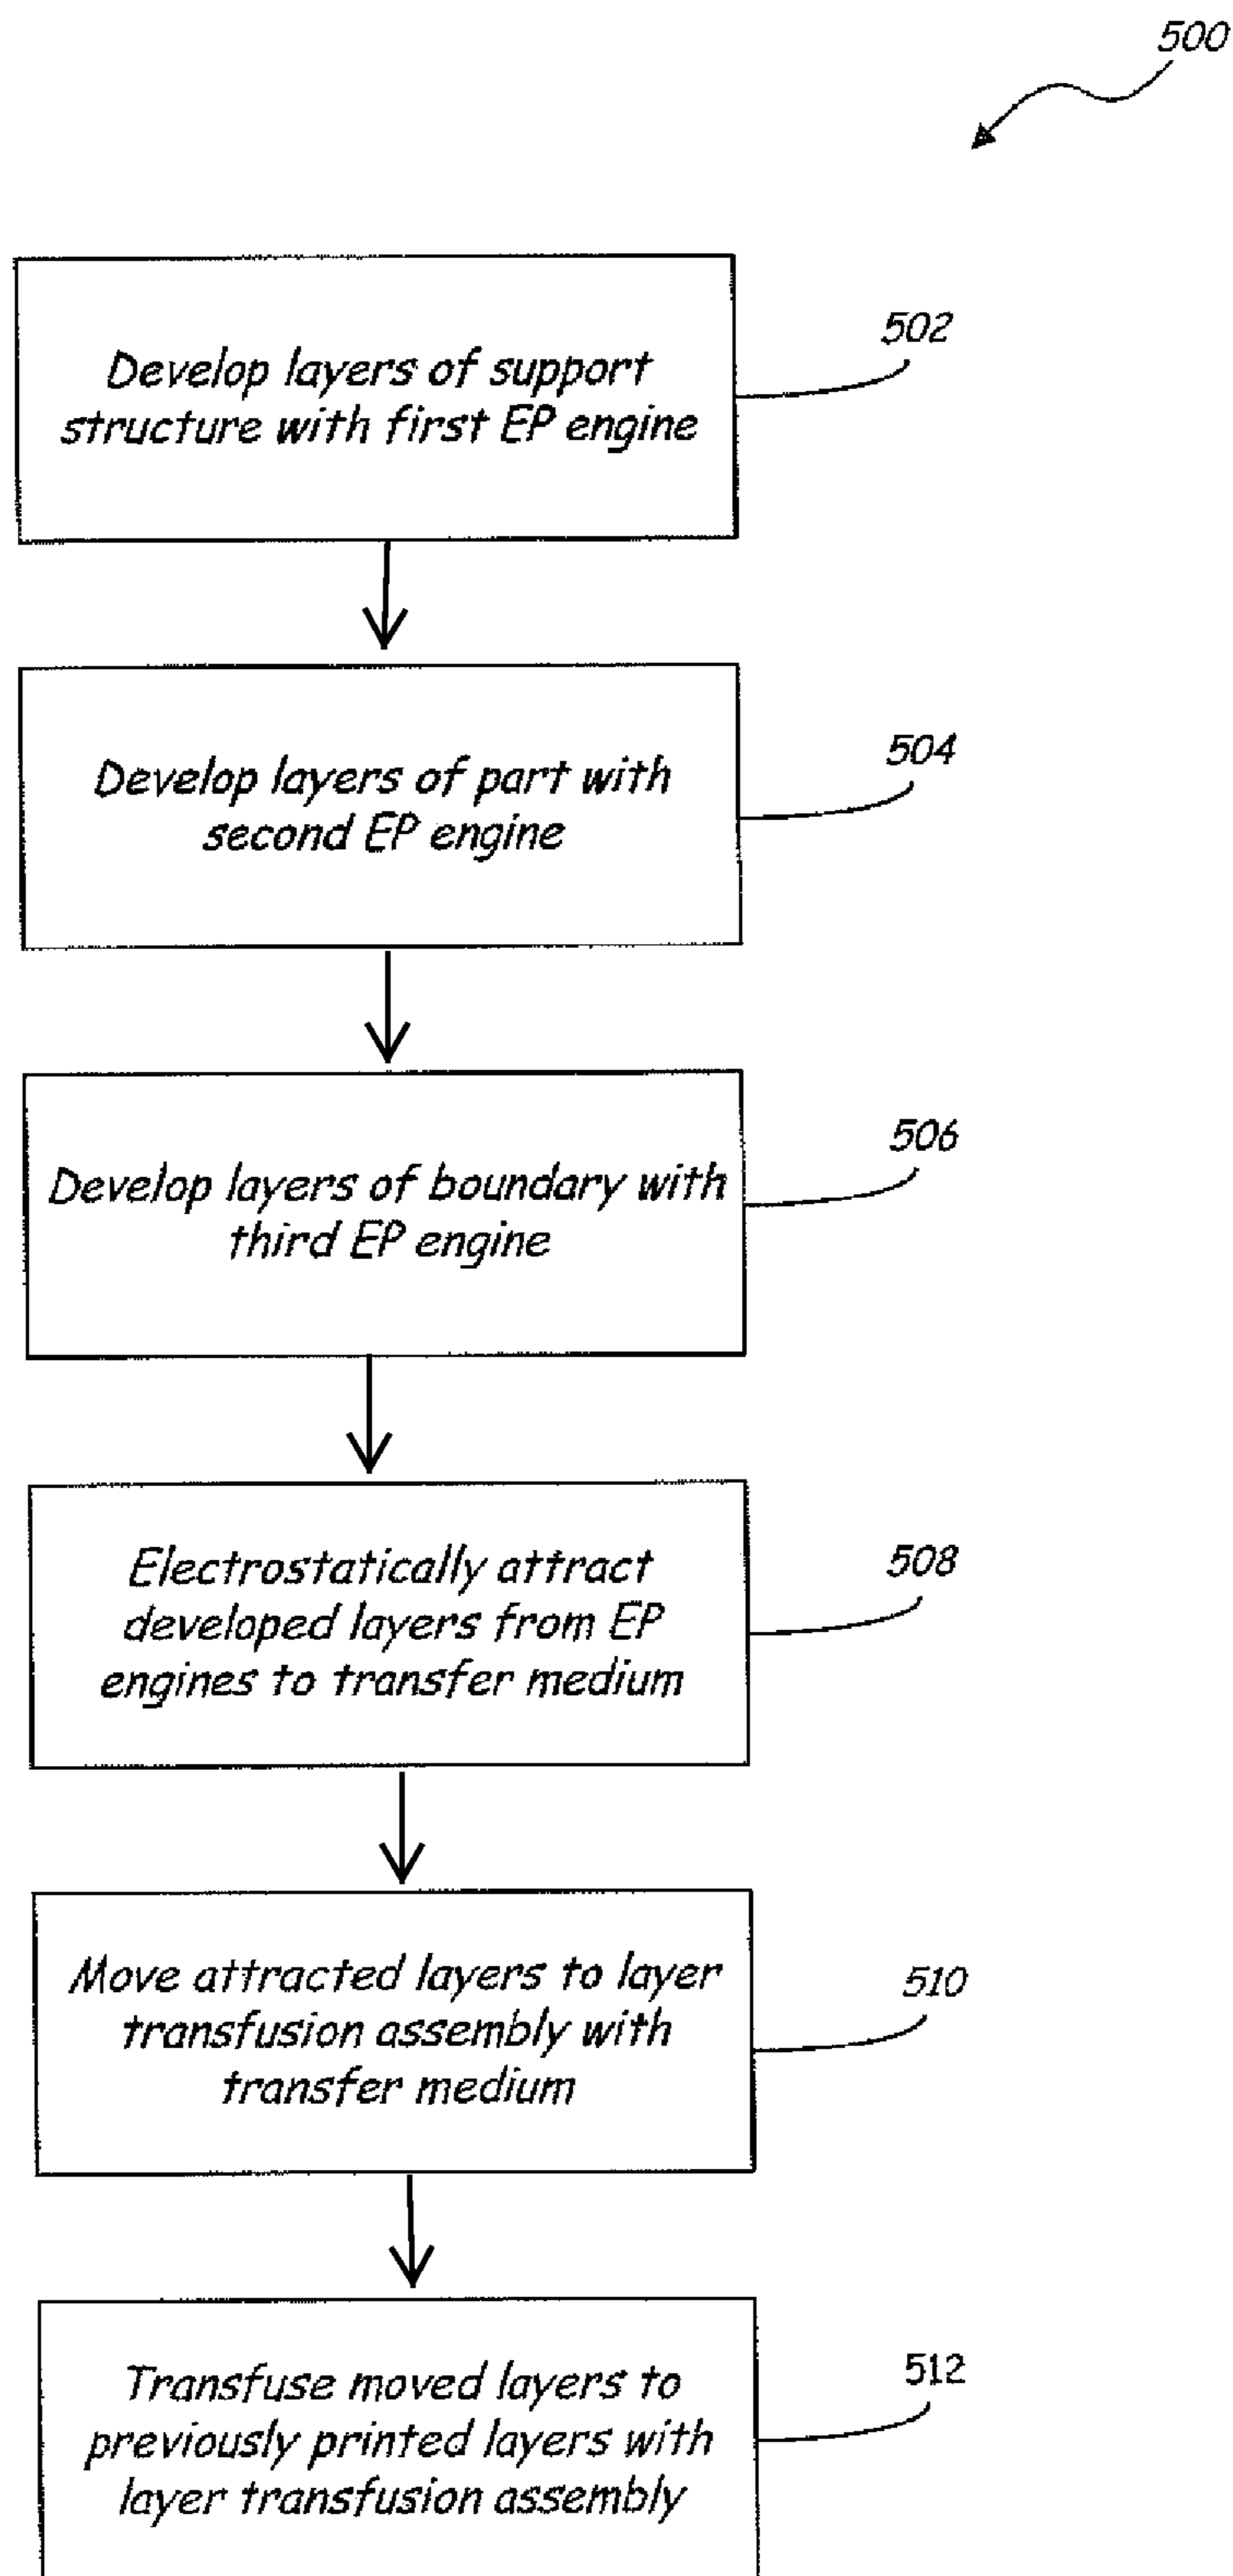 500
Develop layers of support
structure with first EP engine
502
Develop layers of part with
second EP engine
504
Develop layers of boundary with
third EP engine
506
Electrostatically attract
developed layers from EP
engines to transfer medium
508
Move attracted layers to layer
transfusion assembly with
transfer medium
510
Transfuse moved layers to
previously printed layers with
layer transfusion assembly
512